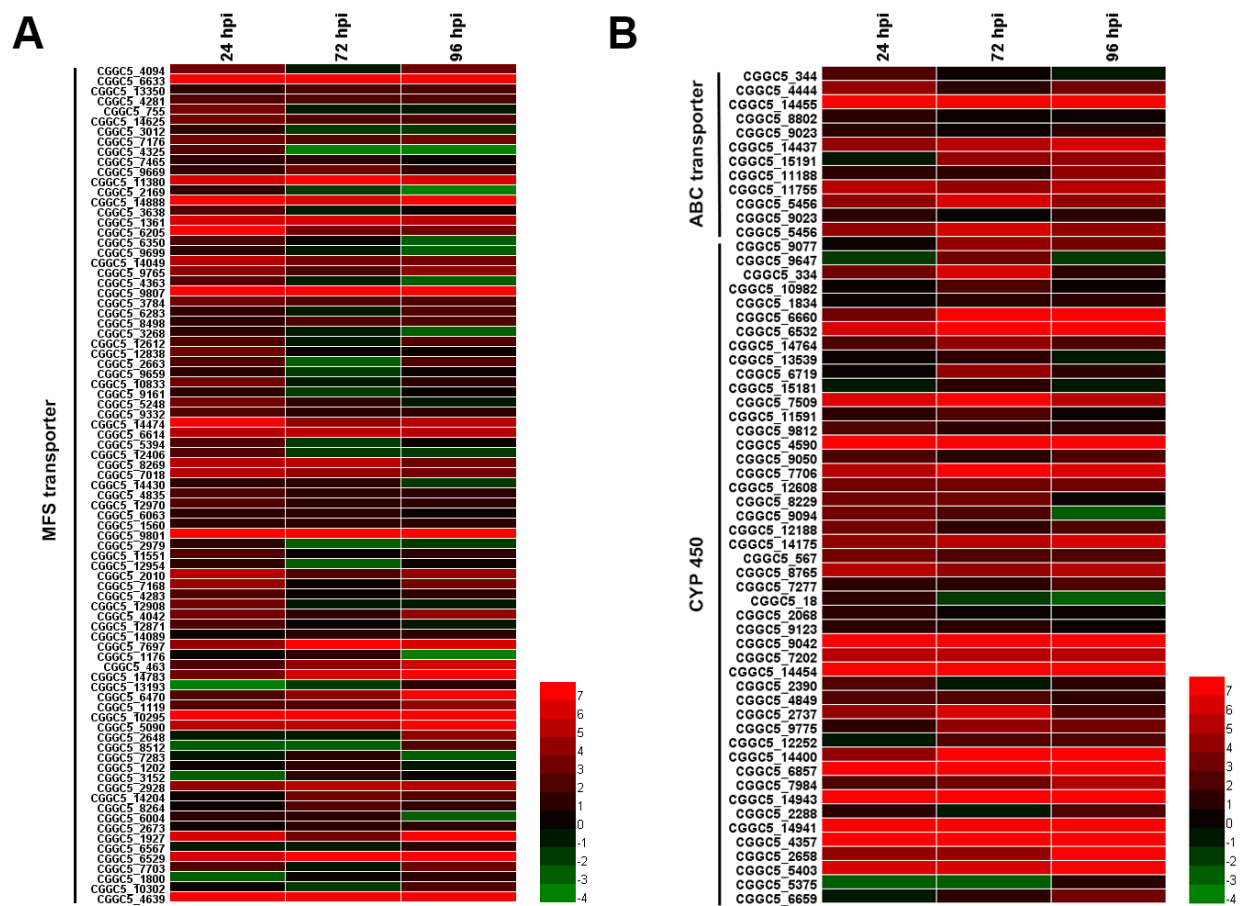 A
24 hpi
72 hpi
96 hpi
MFS transporter
CGGC5_4094
CGGC5_6633
CGGC5_13350
CGGC5_4281
CGGC5_755
CGGC5_14625
CGGC5_3012
CGGC5_7176
CGGC5_4325
CGGC5_7465
CGGC5_9669
CGGC5_11380
CGGC5_2169
CGGC5_14888
CGGC5_3638
CGGC5_1361
CGGC5_6205
CGGC5_6350
CGGC5_9699
CGGC5_14049
CGGC5_9765
CGGC5_4363
CGGC5_9807
CGGC5_3784
CGGC5_6283
CGGC5_8498
CGGC5_3268
CGGC5_12612
CGGC5_12838
CGGC5_2663
CGGC5_9659
CGGC5_10833
CGGC5_9161
CGGC5_5248
CGGC5_9332
CGGC5_14474
CGGC5_6614
CGGC5_5394
CGGC5_12406
CGGC5_8269
CGGC5_7018
CGGC5_14430
CGGC5_4835
CGGC5_12970
CGGC5_6063
CGGC5_1560
CGGC5_9801
CGGC5_2979
CGGC5_11551
CGGC5_12954
CGGC5_2010
CGGC5_7168
CGGC5_4283
CGGC5_12908
CGGC5_4042
CGGC5_12871
CGGC5_14089
CGGC5_7697
CGGC5_1176
CGGC5_463
CGGC5_14783
CGGC5_13193
CGGC5_6470
CGGC5_1119
CGGC5_10295
CGGC5_5090
CGGC5_2648
CGGC5_8512
CGGC5_7283
CGGC5_1202
CGGC5_3152
CGGC5_2928
CGGC5_14204
CGGC5_8264
CGGC5_6004
CGGC5_2673
CGGC5_1927
CGGC5_6567
CGGC5_6529
CGGC5_7703
CGGC5_1800
CGGC5_10302
CGGC5_4639
7
6
5
4
3
2
1
0
-1
-2
-3
-4
B
24 hpi
72 hpi
96 hpi
ABC transporter
CGGC5_344
CGGC5_4444
CGGC5_14455
CGGC5_8802
CGGC5_9023
CGGC5_14437
CGGC5_15191
CGGC5_11188
CGGC5_11755
CGGC5_5456
CGGC5_9023
CGGC5_5456
CYP 450
CGGC5_9077
CGGC5_9647
CGGC5_334
CGGC5_10982
CGGC5_1834
CGGC5_6660
CGGC5_6532
CGGC5_14764
CGGC5_13539
CGGC5_6719
CGGC5_15181
CGGC5_7509
CGGC5_11591
CGGC5_9812
CGGC5_4590
CGGC5_9050
CGGC5_7706
CGGC5_12608
CGGC5_8229
CGGC5_9094
CGGC5_12188
CGGC5_14175
CGGC5_567
CGGC5_8765
CGGC5_7277
CGGC5_18
CGGC5_2068
CGGC5_9123
CGGC5_9042
CGGC5_7202
CGGC5_14454
CGGC5_2390
CGGC5_4849
CGGC5_2737
CGGC5_9775
CGGC5_12252
CGGC5_14400
CGGC5_6857
CGGC5_7984
CGGC5_14943
CGGC5_2288
CGGC5_14941
CGGC5_4357
CGGC5_2658
CGGC5_5403
CGGC5_5375
CGGC5_6659
7
6
5
4
3
2
1
0
-1
-2
-3
-4